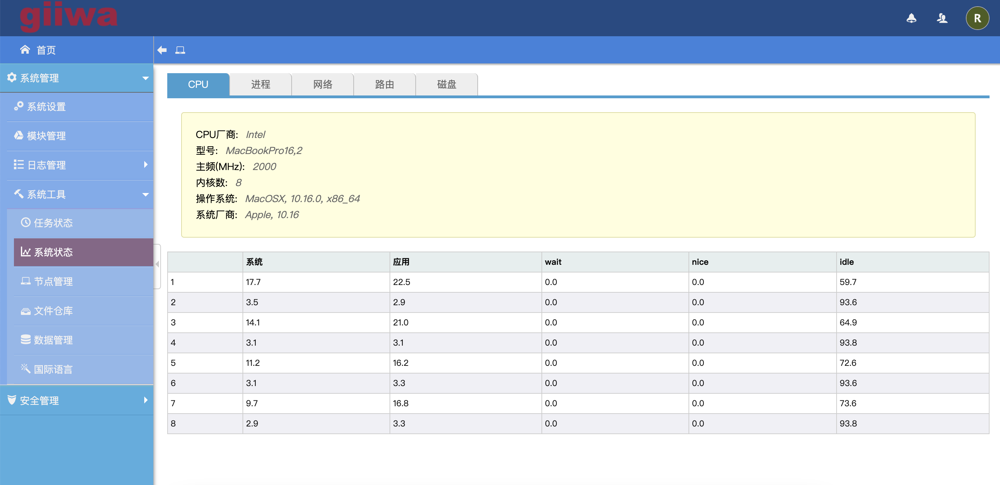 giiwa
R
首页
系统管理
系统设置
模块管理
日志管理
系统工具
任务状态
系统状态
节点管理
文件仓库
数据管理
国际语言
安全管理
CPU 进程 网络 路由 磁盘
CPU厂商: Intel
型号: MacBookPro16,2
主频(MHz): 2000
内核数: 8
操作系统: MacOSX, 10.16.0, x86_64
系统厂商: Apple, 10.16
系统 应用 wait nice idle
1 17.7 22.5 0.0 0.0 59.7
2 3.5 2.9 0.0 0.0 93.6
3 14.1 21.0 0.0 0.0 64.9
4 3.1 3.1 0.0 0.0 93.8
5 11.2 16.2 0.0 0.0 72.6
6 3.1 3.3 0.0 0.0 93.6
7 9.7 16.8 0.0 0.0 73.6
8 2.9 3.3 0.0 0.0 93.8